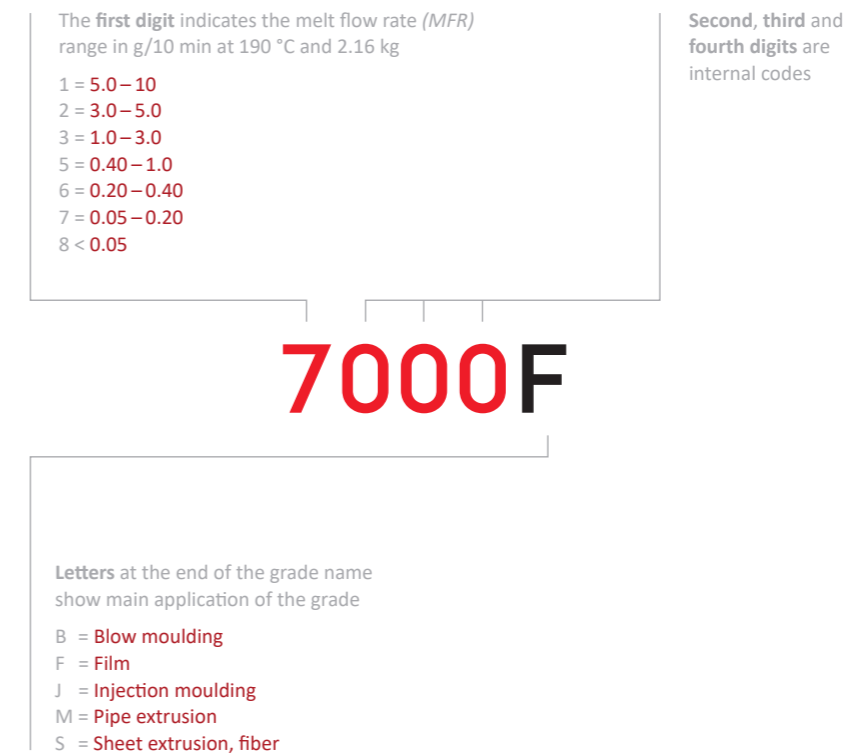 The first digit indicates the melt flow rate (MFR)
range in g/10 min at 190 °C and 2.16 kg
1 = 5.0 – 10
2 = 3.0 – 5.0
3 = 1.0 – 3.0
5 = 0.40 – 1.0
6 = 0.20 – 0.40
7 = 0.05 – 0.20
8 < 0.05
Second, third and
fourth digits are
internal codes
7000F
Letters at the end of the grade name
show main application of the grade
B = Blow moulding
F = Film
J = Injection moulding
M = Pipe extrusion
S = Sheet extrusion, fiber